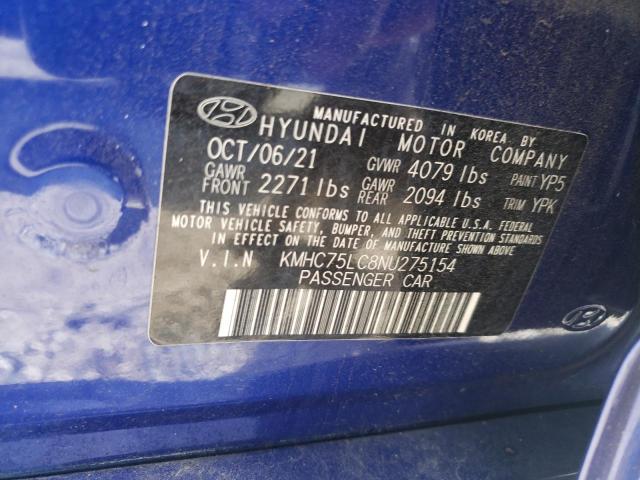 MANUFACTURED IN KOREA BY
HYUNDAI MOTOR COMPANY
OCT/06/21 GVWR 4079 lbs PAINT YP5
GAWR FRONT 2271 lbs GAWR REAR 2094 lbs TRIM YPK
THIS VEHICLE CONFORMS TO ALL APPLICABLE U.S.A. FEDERAL
MOTOR VEHICLE SAFETY, BUMPER, AND THEFT PREVENTION STANDARDS
IN EFFECT ON THE DATE OF MANUFACTURE SHOWN ABOVE
V.I.N KMHC75LC8NU275154
PASSENGER CAR